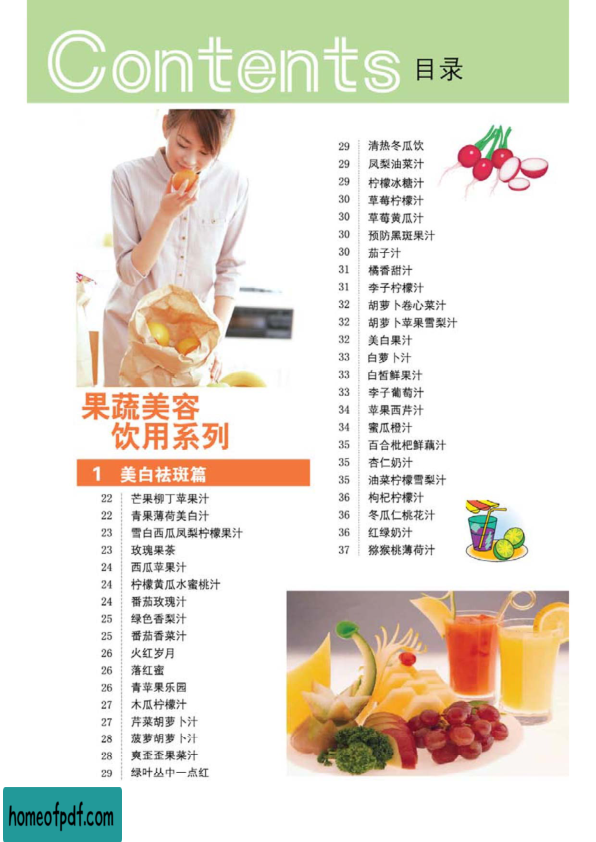 Contents 目录
果蔬美容
饮用系列
1 美白祛斑篇
22 芒果柳丁苹果汁
22 青果薄荷美白汁
23 雪白西瓜凤梨柠檬果汁
23 玫瑰果茶
24 西瓜苹果汁
24 柠檬黄瓜水蜜桃汁
24 番茄玫瑰汁
25 绿色香梨汁
25 番茄香菜汁
26 火红岁月
26 落红蜜
26 青苹果乐园
27 木瓜柠檬汁
27 芹菜胡萝卜汁
28 菠萝胡萝卜汁
28 爽歪歪果菜汁
29 绿叶丛中一点红
29 清热冬瓜饮
29 凤梨油菜汁
29 柠檬冰糖汁
30 草莓柠檬汁
30 草莓黄瓜汁
30 预防黑斑果汁
30 茄子汁
31 橘香甜汁
31 李子柠檬汁
32 胡萝卜卷心菜汁
32 胡萝卜苹果雪梨汁
32 美白果汁
33 白萝卜汁
33 白皙鲜果汁
33 李子葡萄汁
34 苹果西芹汁
34 蜜瓜橙汁
35 百合枇杷鲜藕汁
35 杏仁奶汁
35 油菜柠檬雪梨汁
36 枸杞柠檬汁
36 冬瓜仁桃花汁
36 红绿奶汁
37 猕猴桃薄荷汁
homeofpdf.com